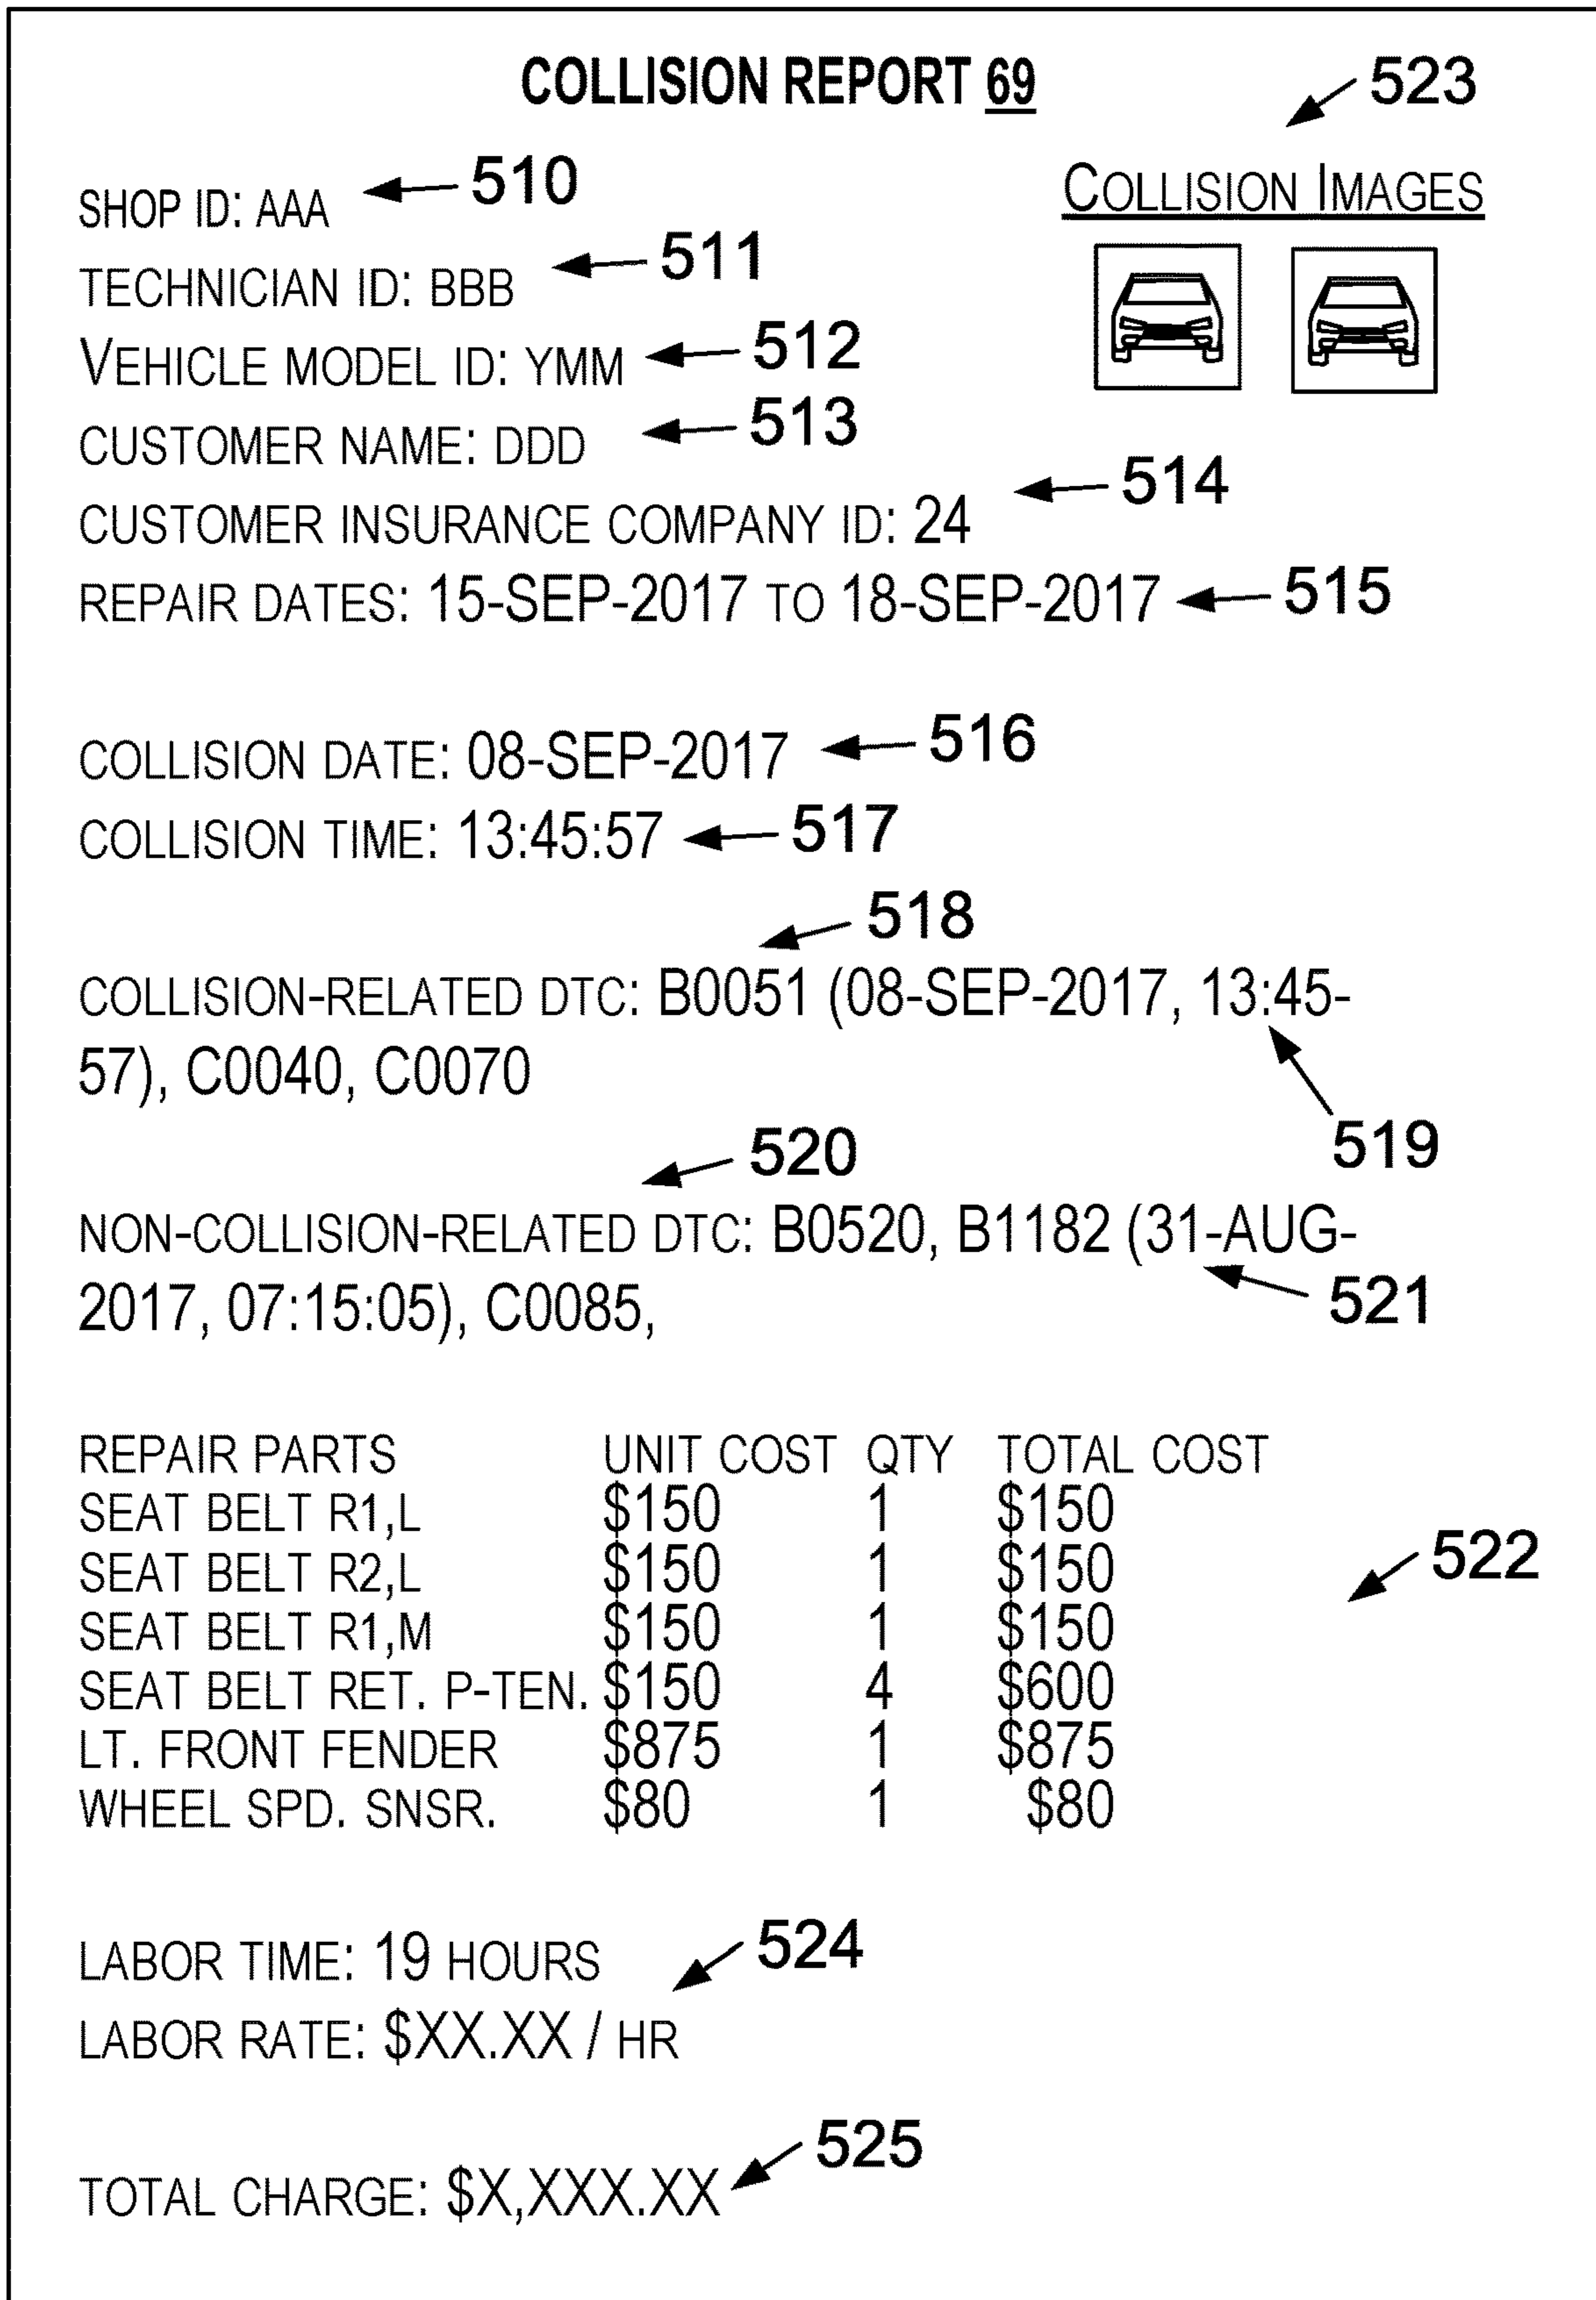 COLLISION REPORT 69
523
SHOP ID: AAA
510
COLLISION IMAGES
TECHNICIAN ID: BBB
511
VEHICLE MODEL ID: YMM
512
CUSTOMER NAME: DDD
513
CUSTOMER INSURANCE COMPANY ID: 24
514
REPAIR DATES: 15-SEP-2017 TO 18-SEP-2017
515
COLLISION DATE: 08-SEP-2017
516
COLLISION TIME: 13:45:57
517
518
COLLISION-RELATED DTC: B0051 (08-SEP-2017, 13:45-
57), C0040, C0070
519
520
NON-COLLISION-RELATED DTC: B0520, B1182 (31-AUG-
2017, 07:15:05), C0085,
521
REPAIR PARTS UNIT COST QTY TOTAL COST
SEAT BELT R1,L $150 1 $150
SEAT BELT R2,L $150 1 $150
522
SEAT BELT R1,M $150 1 $150
SEAT BELT RET. P-TEN. $150 4 $600
LT. FRONT FENDER $875 1 $875
WHEEL SPD. SNSR. $80 1 $80
LABOR TIME: 19 HOURS
524
LABOR RATE: $XX.XX / HR
525
TOTAL CHARGE: $X,XXX.XX